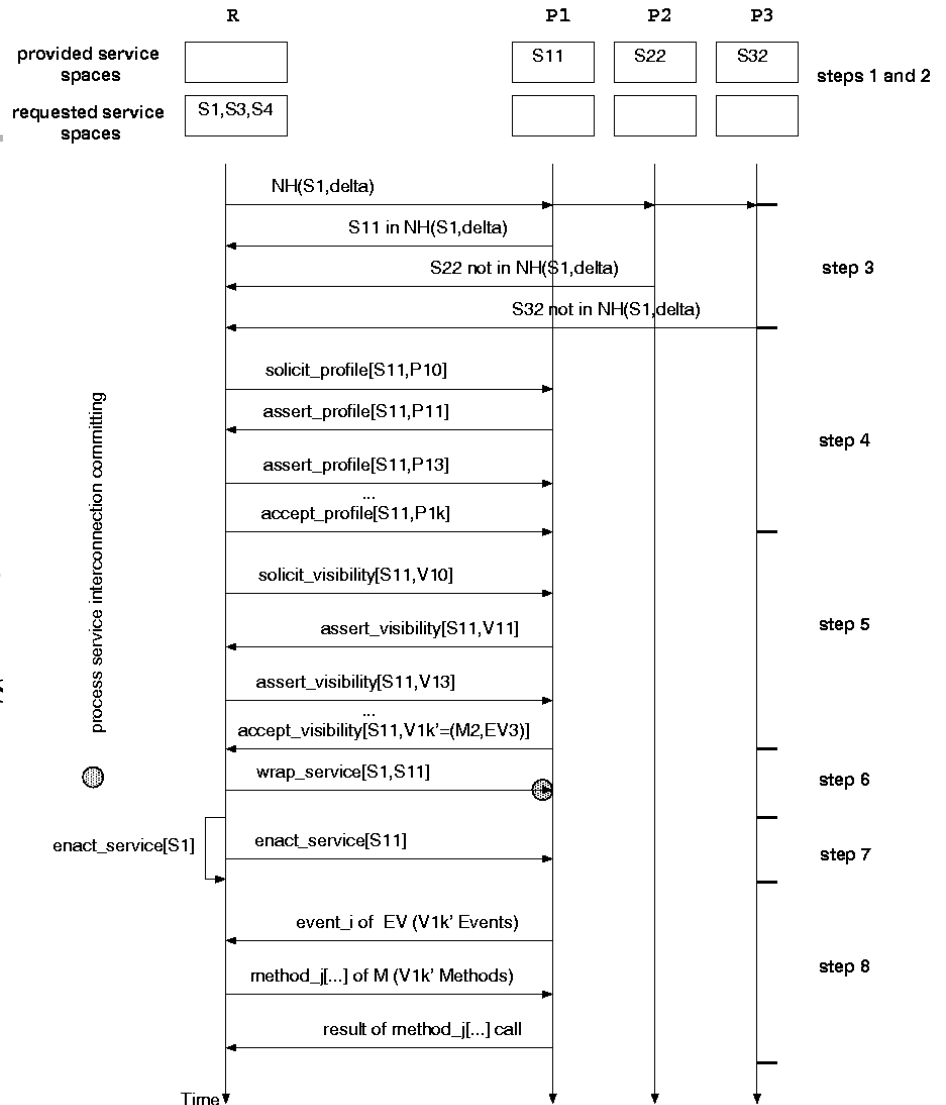 R P1 P2 P3
provided service
spaces
S11 S22 S32
steps 1 and 2
requested service
spaces
S1,S3,S4
NH(S1,delta)
S11 in NH(S1,delta)
S22 not in NH(S1,delta)
step 3
S32 not in NH(S1,delta)
solicit_profile[S11,P10]
assert_profile[S11,P11]
step 4
assert_profile[S11,P13]
...
accept_profile[S11,P1k]
process service interconnection committing
solicit_visibility[S11,V10]
assert_visibility[S11,V11]
step 5
assert_visibility[S11,V13]
...
accept_visibility[S11,V1k'=(M2,EV3)]
wrap_service[S1,S11]
step 6
enact_service[S1]
enact_service[S11]
step 7
event_i of EV (V1k' Events)
step 8
method_j[...] of M (V1k' Methods)
result of method_j[...] call
Time